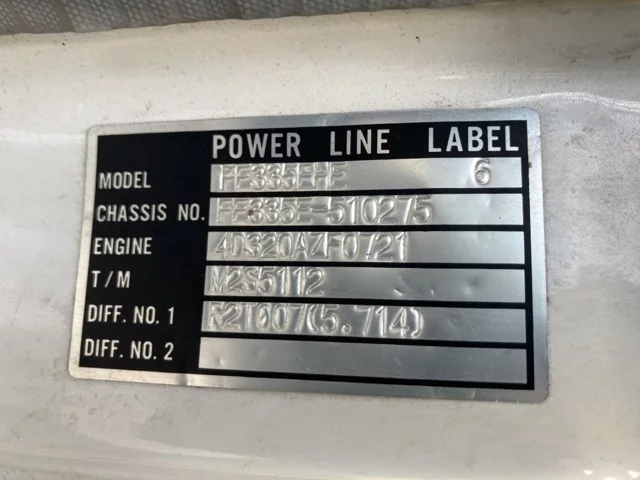 POWER LINE LABEL
MODEL FE335EHE 6
CHASSIS NO. FE335E-510275
ENGINE 4D320AZF0721
T/M M2S5112
DIFF. NO. 1 R2T007(5.714)
DIFF. NO. 2